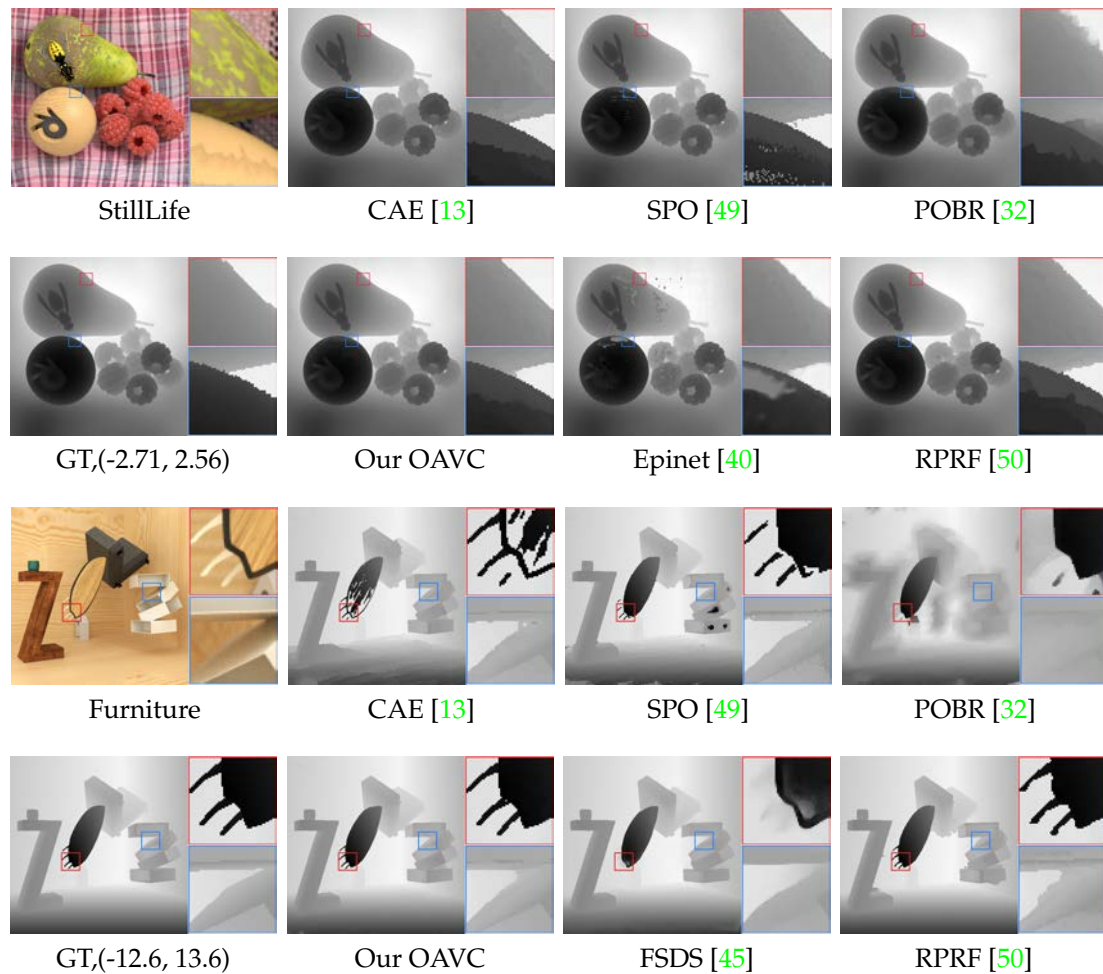 StillLife CAE [13] SPO [49] POBR [32]
GT,(-2.71, 2.56) Our OAVC Epinet [40] RPRF [50]
Furniture CAE [13] SPO [49] POBR [32]
GT,(-12.6, 13.6) Our OAVC FSDS [45] RPRF [50]